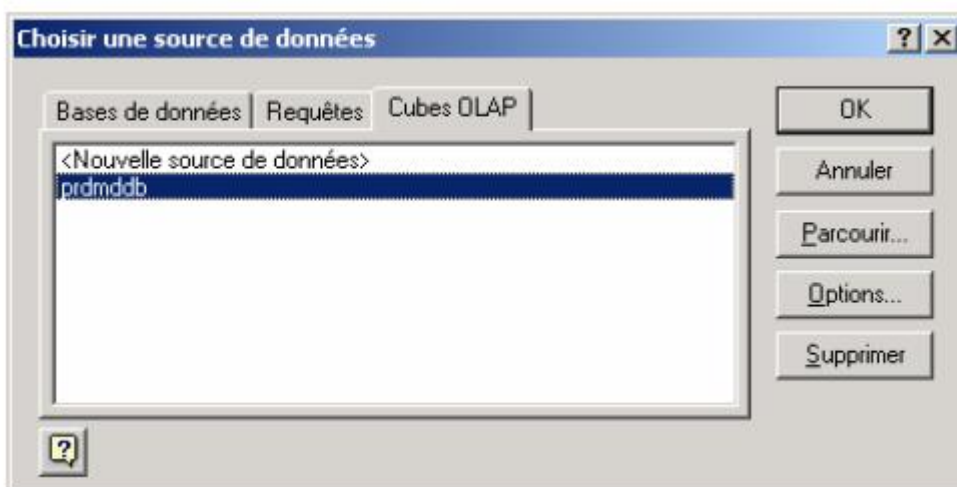 Choisir une source de données
Bases de données
Requêtes
Cubes OLAP
<Nouvelle source de données>
prdmddb
OK
Annuler
Parcourir...
Options...
Supprimer